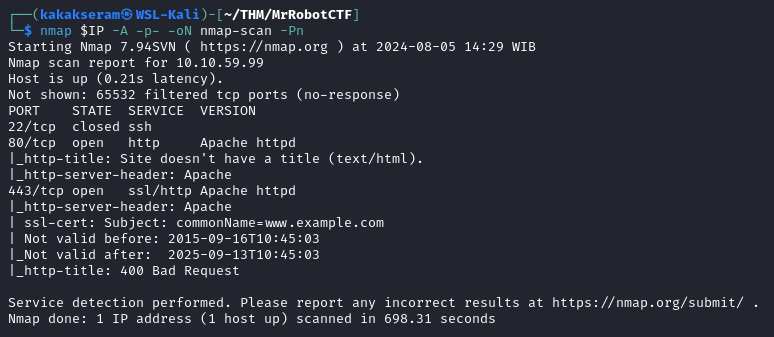 ┌──(kakakseram㉿WSL-Kali)-[~/THM/MrRobotCTF]
└─$ nmap $IP -A -p- -oN nmap-scan -Pn
Starting Nmap 7.94SVN ( https://nmap.org ) at 2024-08-05 14:29 WIB
Nmap scan report for 10.10.59.99
Host is up (0.21s latency).
Not shown: 65532 filtered tcp ports (no-response)
PORT    STATE  SERVICE  VERSION
22/tcp  closed ssh
80/tcp  open   http     Apache httpd
|_http-title: Site doesn't have a title (text/html).
|_http-server-header: Apache
443/tcp open   ssl/http Apache httpd
|_http-server-header: Apache
| ssl-cert: Subject: commonName=www.example.com
| Not valid before: 2015-09-16T10:45:03
|_Not valid after:  2025-09-13T10:45:03
|_http-title: 400 Bad Request

Service detection performed. Please report any incorrect results at https://nmap.org/submit/ .
Nmap done: 1 IP address (1 host up) scanned in 698.31 seconds